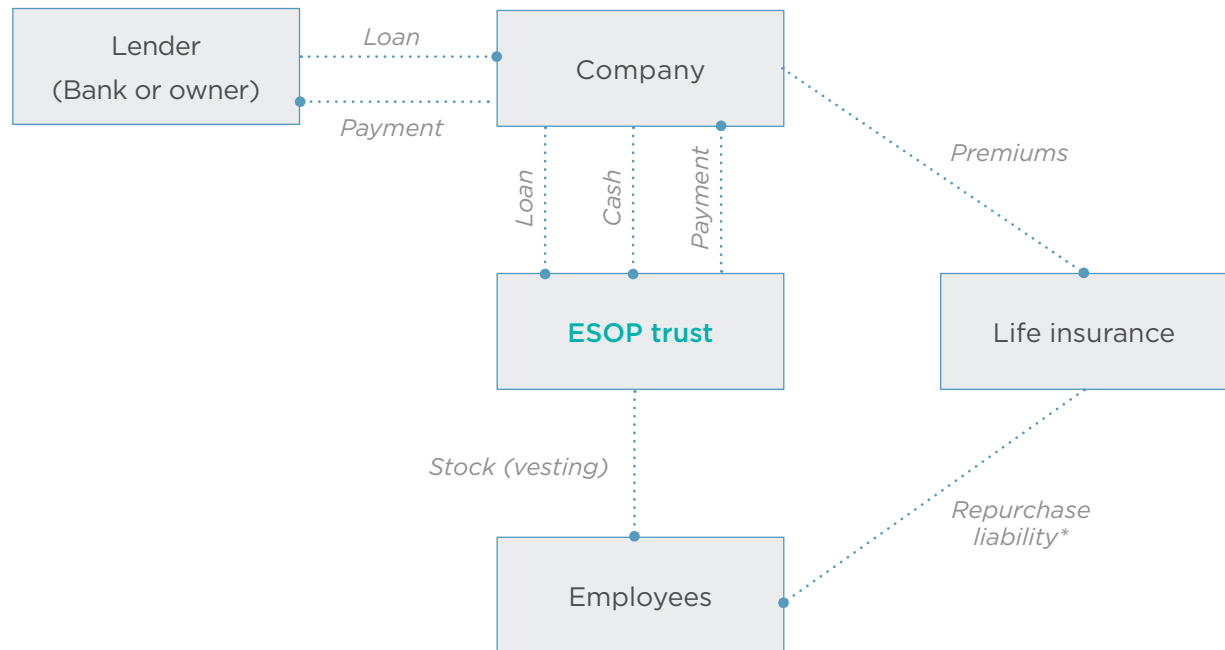 Lender
(Bank or owner)
Loan
Payment
Company
Premiums
Loan
Cash
Payment
ESOP trust
Life insurance
Stock (vesting)
Repurchase
liability*
Employees